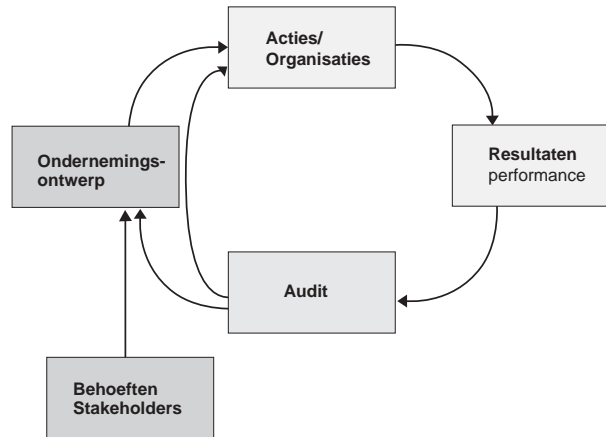 Acties/
Organisaties
Ondernemings-
ontwerp
Resultaten
performance
Audit
Behoeften
Stakeholders